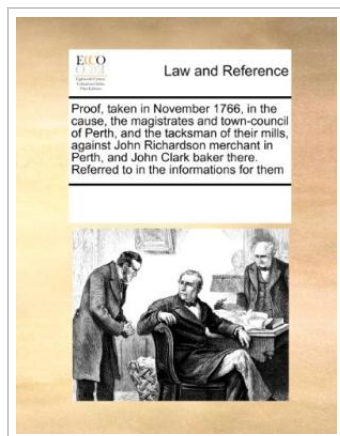 ECCO
Law and Reference
Proof, taken in November 1766, in the
cause, the magistrates and town-council
of Perth, and the tacksman of their mills,
against John Richardson merchant in
Perth, and John Clark baker there.
Referred to in the informations for them